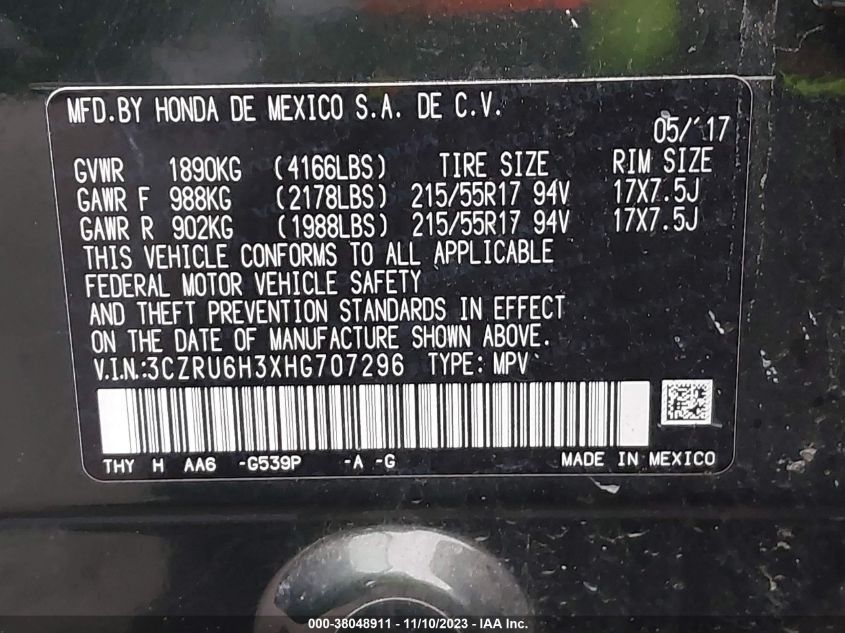 MFD.BY HONDA DE MEXICO S.A. DE C.V.
05/17
GVWR 1890KG (4166LBS) TIRE SIZE RIM SIZE
GAWR F 988KG (2178LBS) 215/55R17 94V 17X7.5J
GAWR R 902KG (1988LBS) 215/55R17 94V 17X7.5J
THIS VEHICLE CONFORMS TO ALL APPLICABLE
FEDERAL MOTOR VEHICLE SAFETY
AND THEFT PREVENTION STANDARDS IN EFFECT
ON THE DATE OF MANUFACTURE SHOWN ABOVE.
V.I.N.:3CZRU6H3XHG707296 TYPE: MPV
THY H AA6 -G539P -A -G MADE IN MEXICO
000-38048911 - 11/10/2023 - IAA Inc.